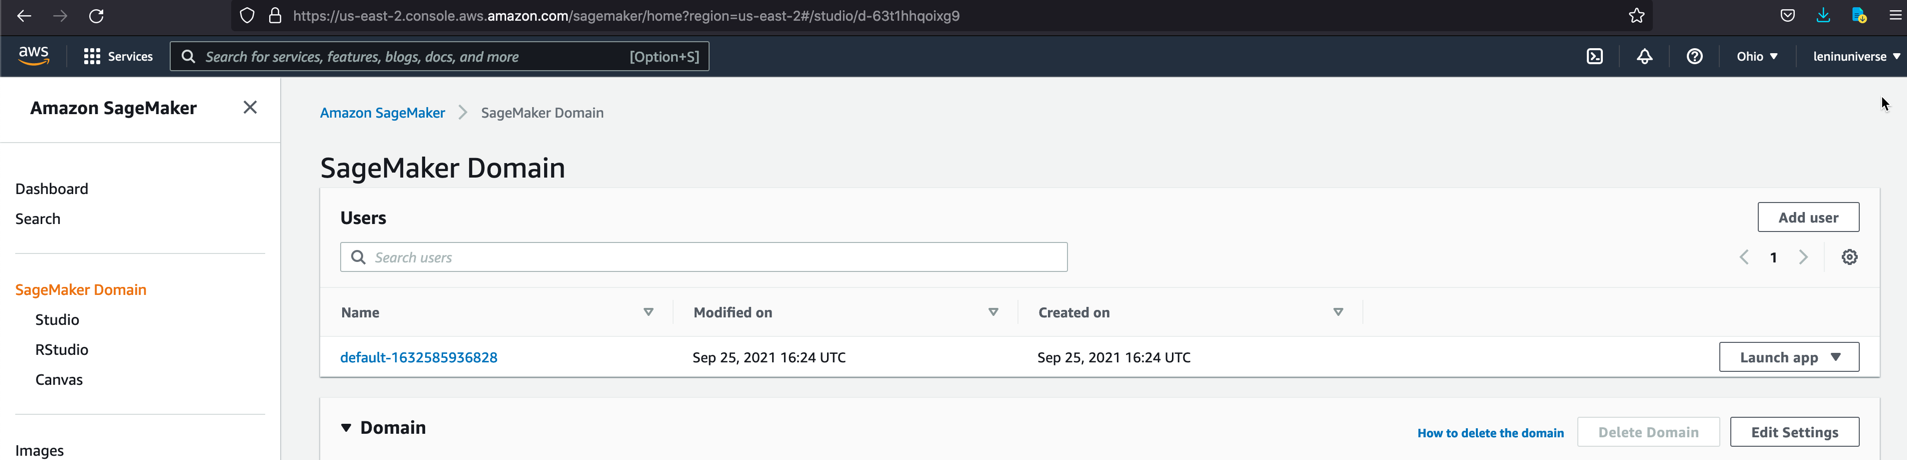 https://us-east-2.console.aws.amazon.com/sagemaker/home?region=us-east-2#/studio/d-63t1hhqoixg9
aws Services Search for services, features, blogs, docs, and more [Option+S] Ohio leninuniverse
Amazon SageMaker
Dashboard
Search
SageMaker Domain
Studio
RStudio
Canvas
Images
Amazon SageMaker SageMaker Domain
SageMaker Domain
Users Add user
Search users 1
Name Modified on Created on
default-1632585936828 Sep 25, 2021 16:24 UTC Sep 25, 2021 16:24 UTC Launch app
Domain How to delete the domain Delete Domain Edit Settings